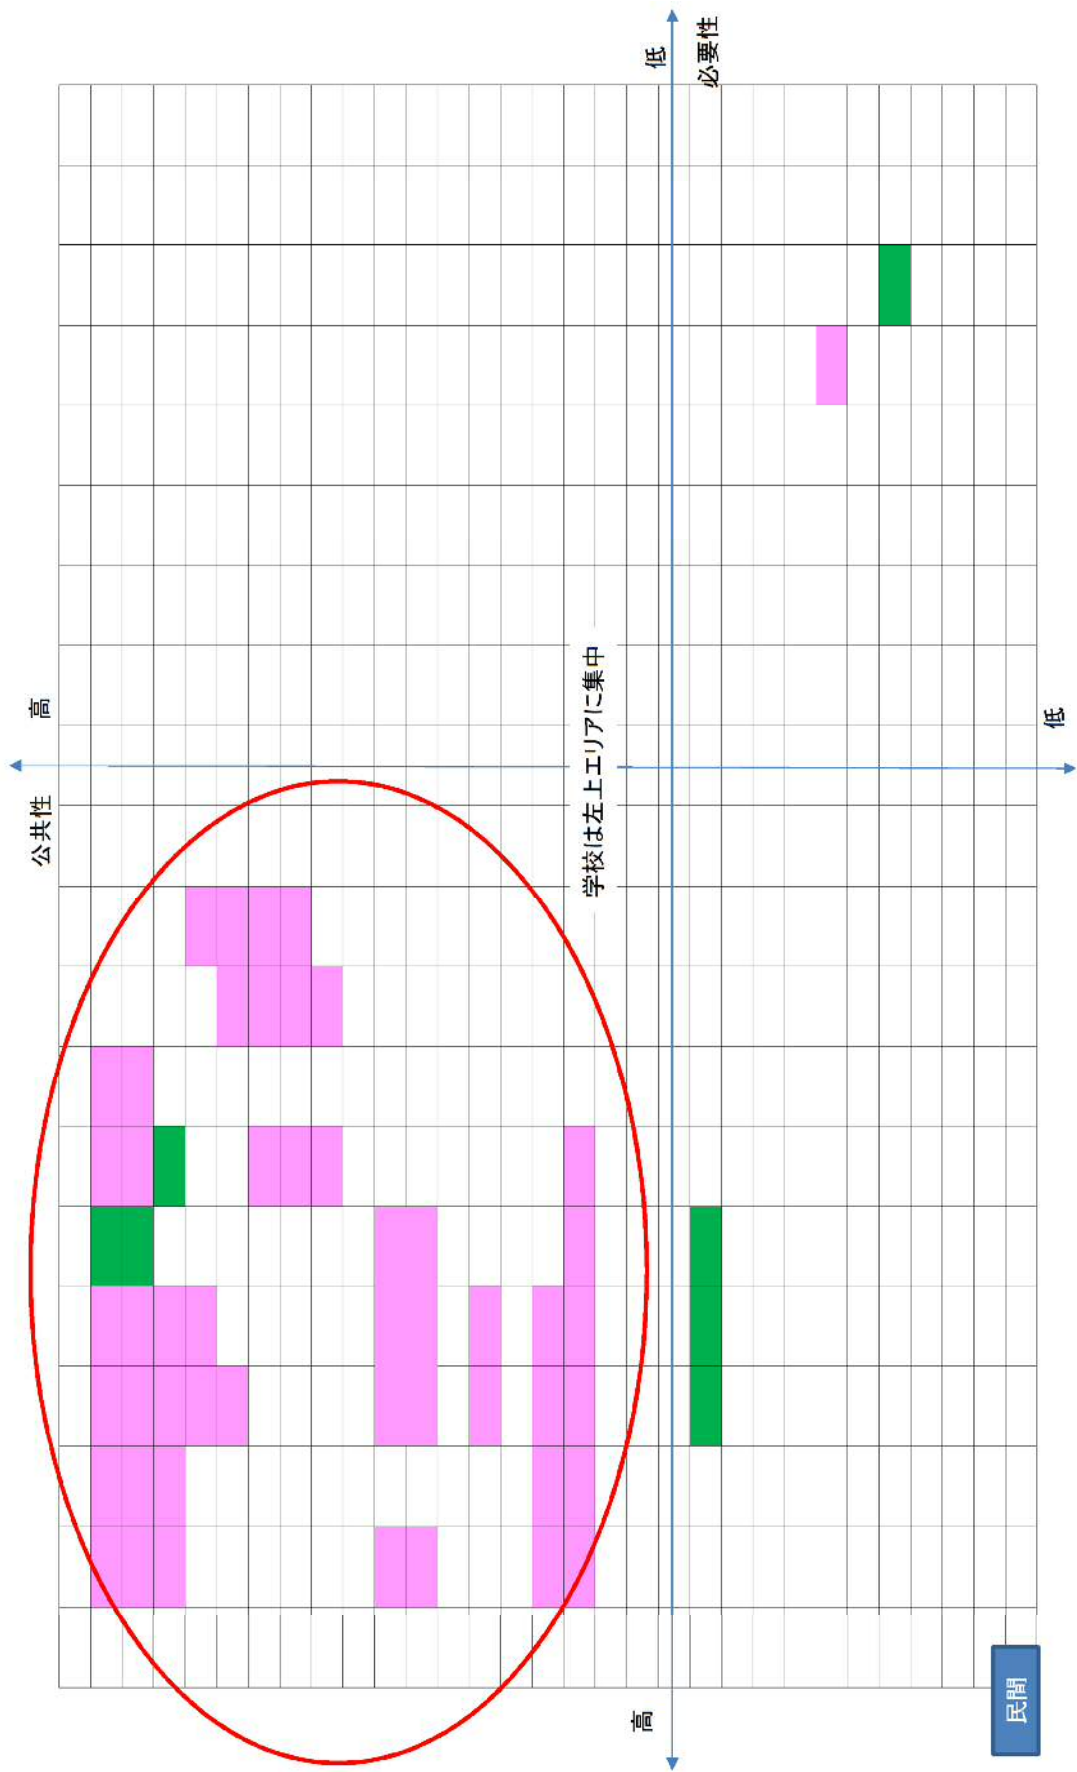 公共性
高
学校は左上エリアに集中
高
低
必要性
民間
低